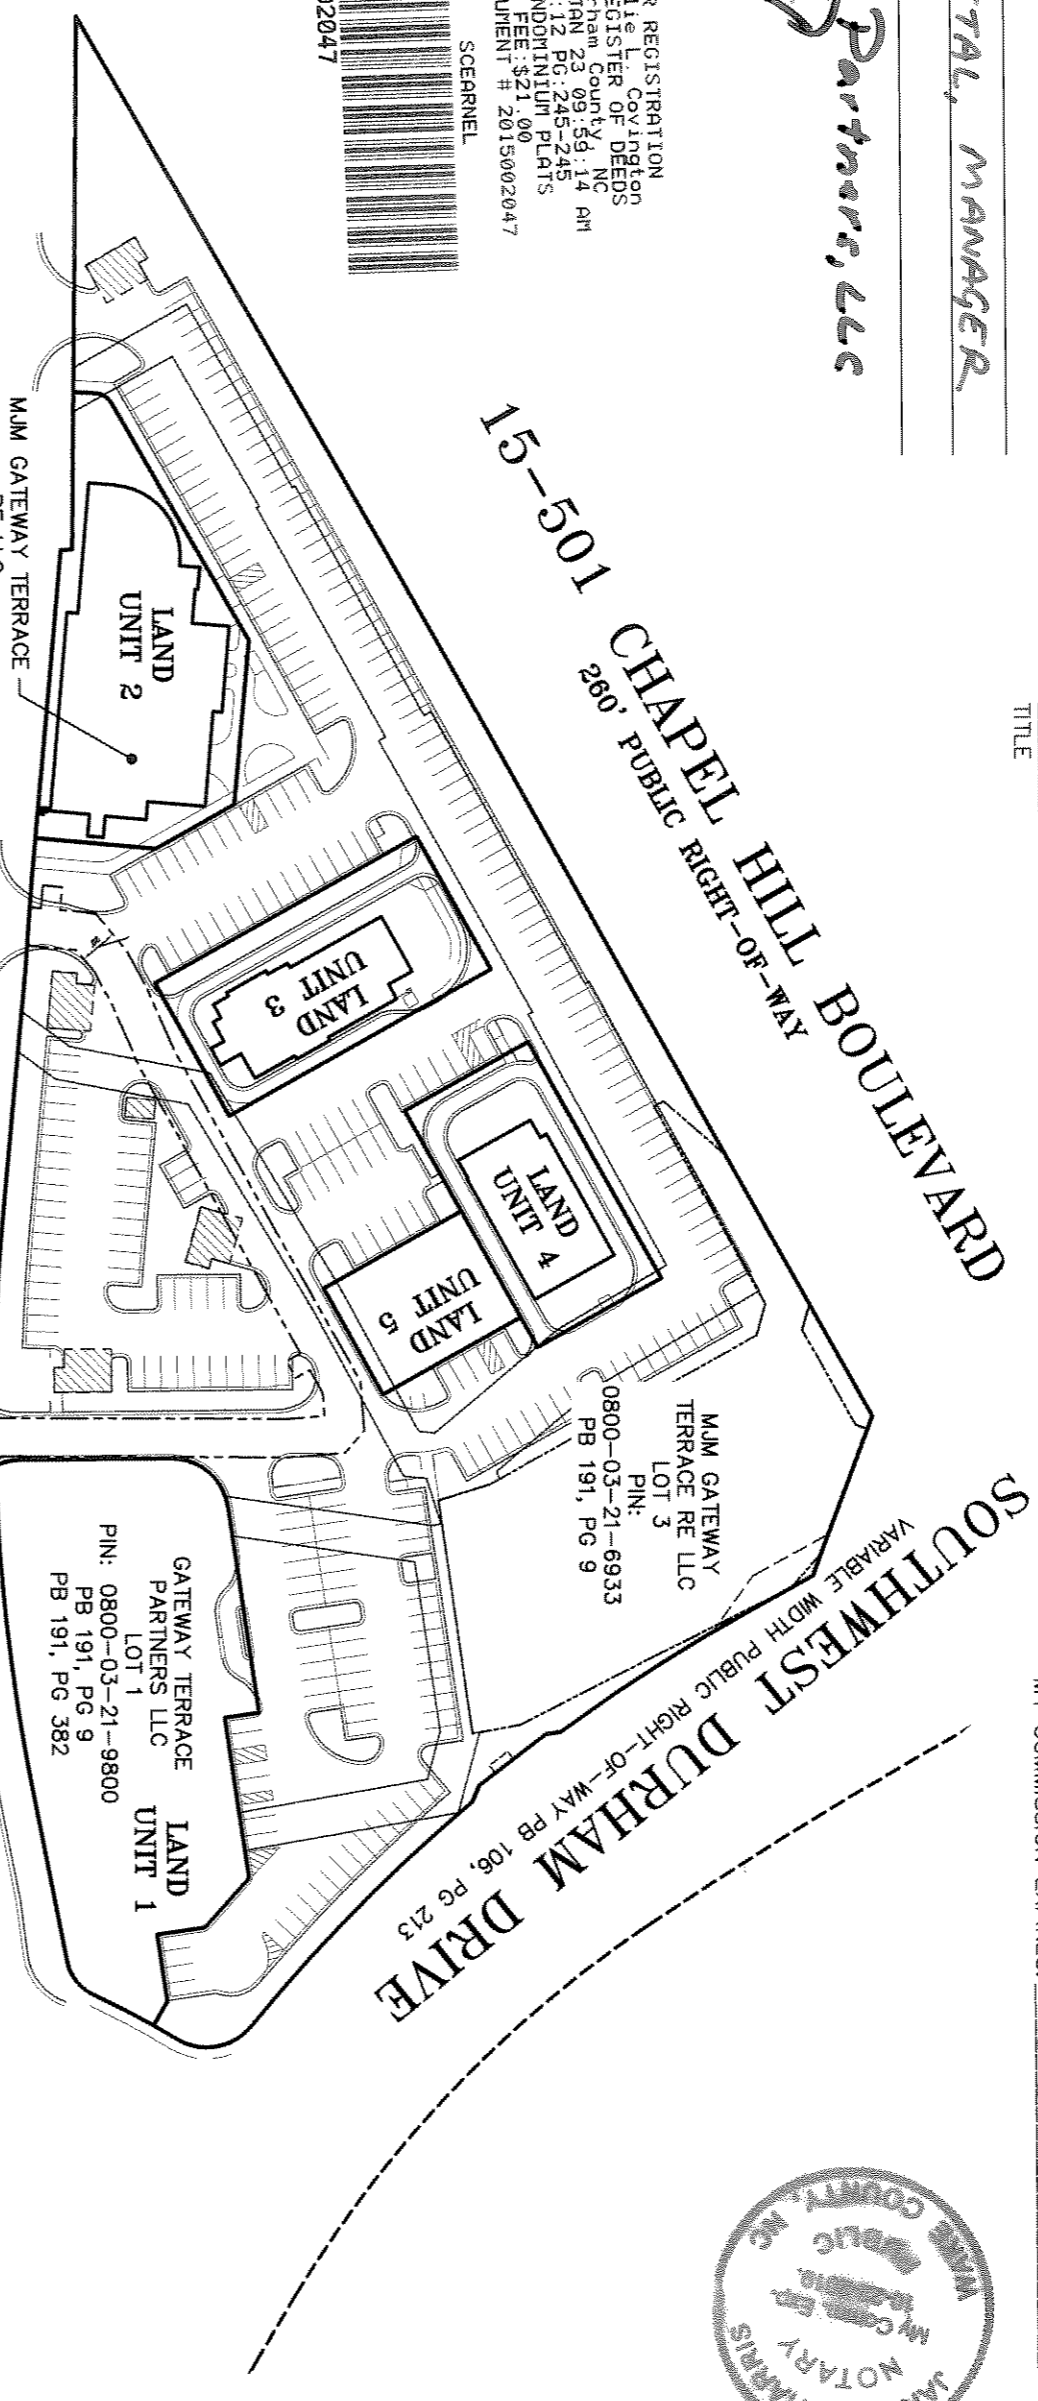 TITLE
TAL, MANAGER
Partners, LLC
R REGISTRATION
lie L. Covington
EGISTER OF DEEDS
rham County, NC
JAN 23 09:59:14 AM
:12 PG:245-245
NDOMINIUM PLATS
FEE:$21.00
UMENT # 2015002047
SCEARNEL
02047
15-501 CHAPEL HILL BOULEVARD
260' PUBLIC RIGHT-OF-WAY
SOUTHWEST DURHAM DRIVE
VARIABLE WIDTH PUBLIC RIGHT-OF-WAY PB 106, PG 213
MJM GATEWAY TERRACE
LAND
UNIT 2
LAND
UNIT 3
LAND
UNIT 4
LAND
UNIT 5
MJM GATEWAY
TERRACE RE LLC
LOT 3
PIN:
0800-03-21-6933
PB 191, PG 9
GATEWAY TERRACE
PARTNERS LLC
LOT 1
PIN: 0800-03-21-9800
PB 191, PG 9
PB 191, PG 382
LAND
UNIT 1
NOTARY
PUBLIC
WAKE COUNTY, NC